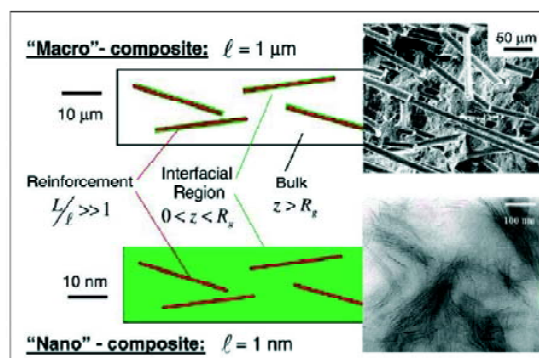 "Macro"- composite: ℓ = 1 μm
50 μm
10 μm
Reinforcement
L/ℓ >> 1
Interfacial
Region
0 < z < Rg
Bulk
z > Rg
100 nm
10 nm
"Nano" - composite: ℓ = 1 nm